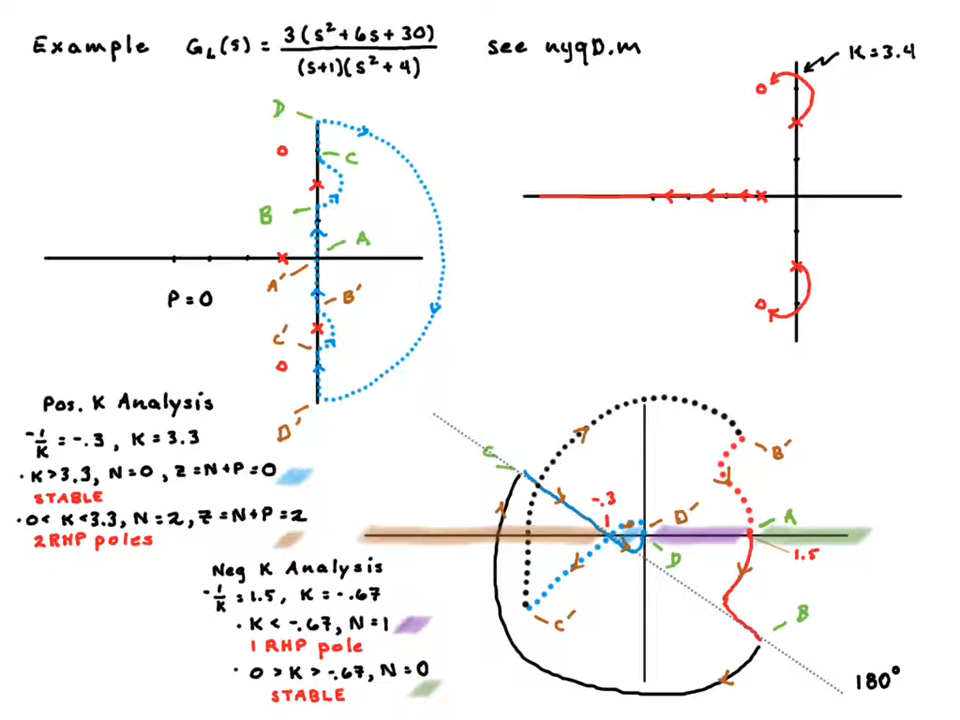 Example G_L(s) = 3(s²+6s+30) / (s+1)(s²+4) see nyqD.m
K=3.4
D
C
B
A
A'
B'
P=0
C'
D'
Pos. K Analysis
-1/K = -.3 , K = 3.3
· K > 3.3, N=0, Z=N+P=0
STABLE
· 0 < K < 3.3, N=2, Z=N+P=2
2 RHP poles
Neg K Analysis
-1/K = 1.5, K = -.67
· K < -.67, N=1
1 RHP pole
· 0 > K > -.67, N=0
STABLE
C
B'
-.3
D'
A
D
1.5
C'
B
180°